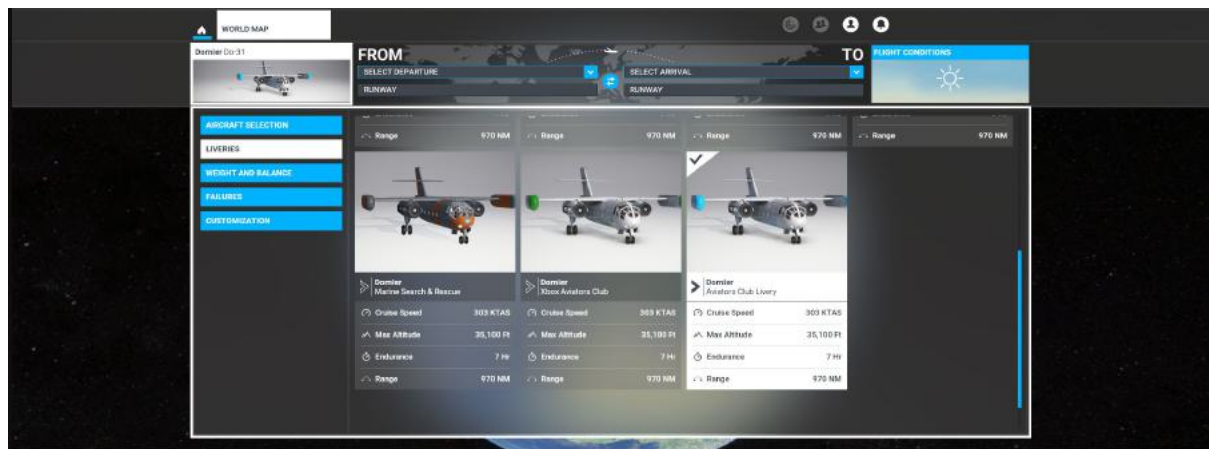 WORLD MAP
Dornier Do-31
FROM
TO
SELECT DEPARTURE
SELECT ARRIVAL
RUNWAY
RUNWAY
FLIGHT CONDITIONS
AIRCRAFT SELECTION
LIVERIES
WEIGHT AND BALANCE
FAILURES
CUSTOMIZATION
Range 970 NM
Range 970 NM
Range 970 NM
Range 970 NM
Dornier
Marine Search & Rescue
Cruise Speed 303 KTAS
Max Altitude 35,100 Ft
Endurance 7 Hr
Range 970 NM
Dornier
Xbox Aviators Club
Cruise Speed 303 KTAS
Max Altitude 35,100 Ft
Endurance 7 Hr
Range 970 NM
Dornier
Aviators Club Livery
Cruise Speed 303 KTAS
Max Altitude 35,100 Ft
Endurance 7 Hr
Range 970 NM